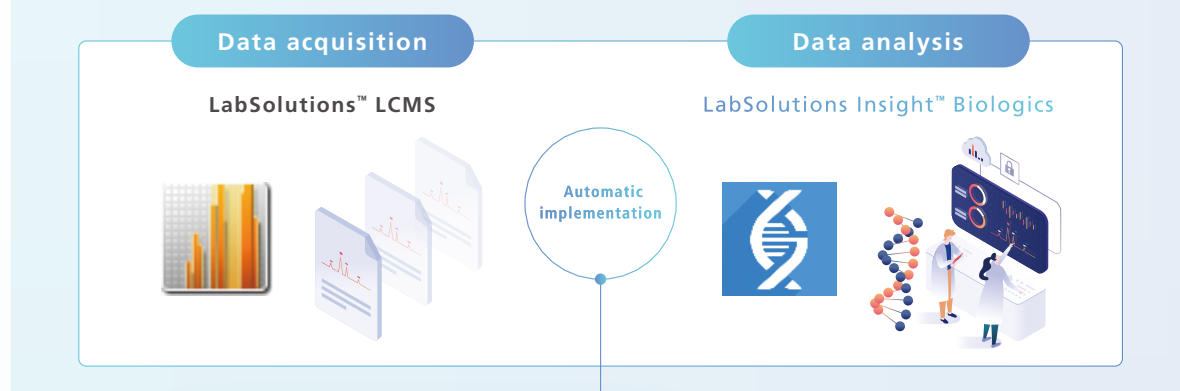 Data acquisition
LabSolutions™ LCMS
Automatic
implementation
Data analysis
LabSolutions Insight™ Biologics